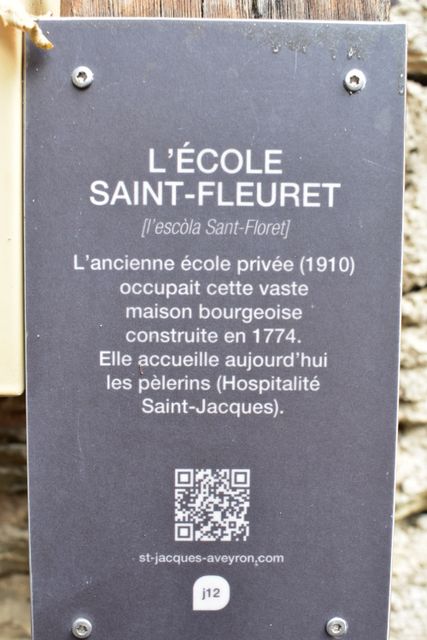 L'ÉCOLE
SAINT-FLEURET
[l'escòla Sant-Floret]
L'ancienne école privée (1910)
occupait cette vaste
maison bourgeoise
construite en 1774.
Elle accueille aujourd'hui
les pèlerins (Hospitalité
Saint-Jacques).
st-jacques-aveyron.com
j12